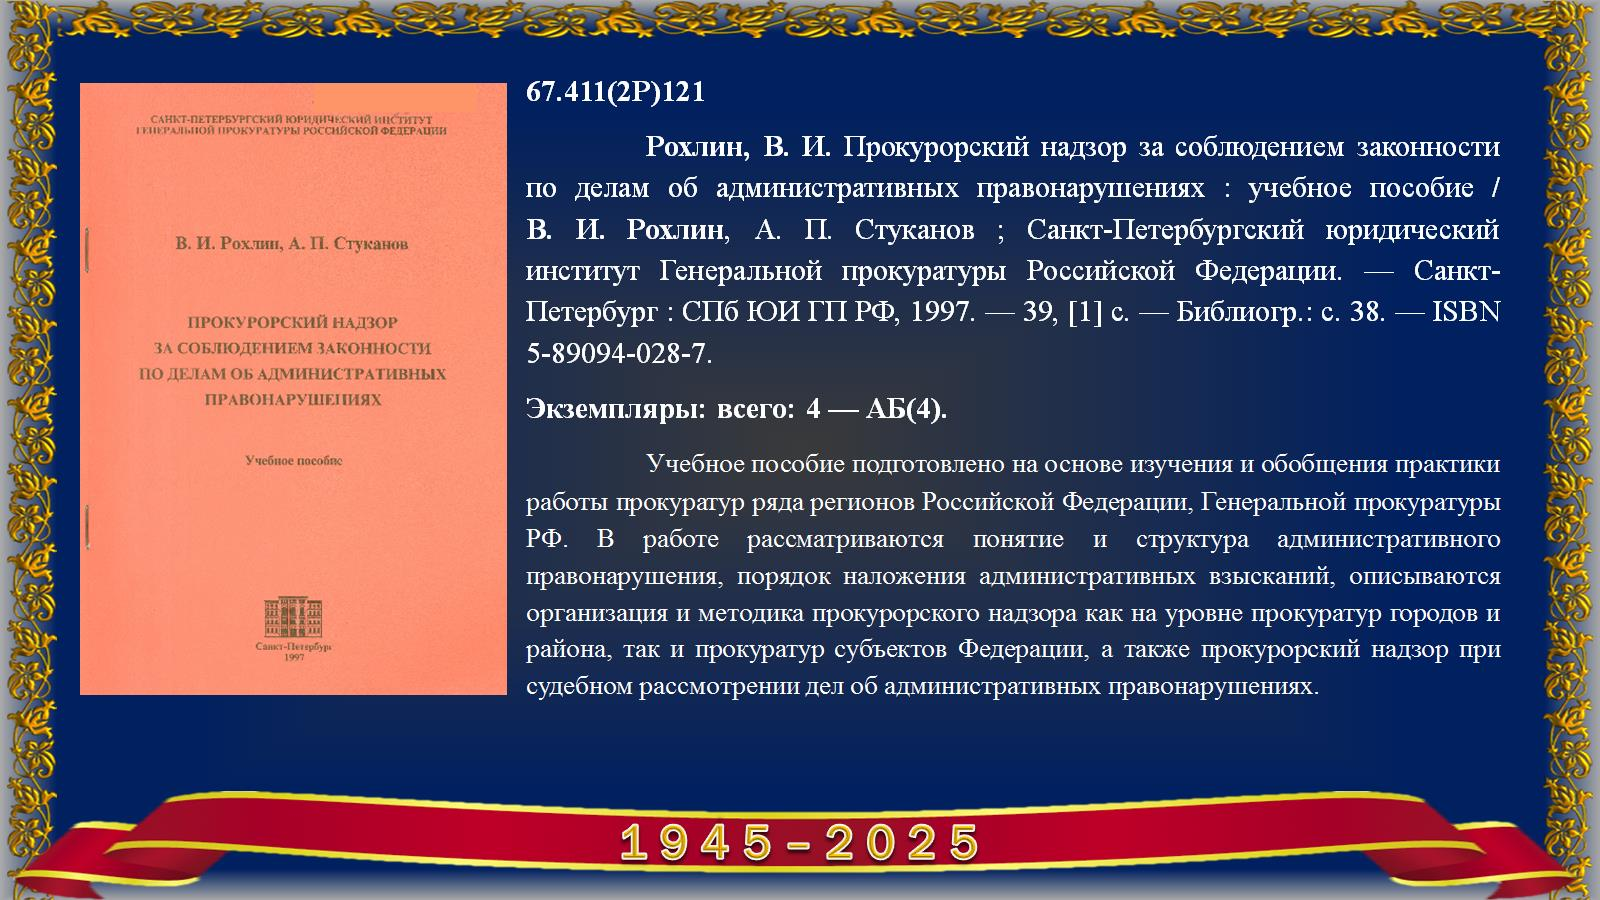 САНКТ-ПЕТЕРБУРГСКИЙ ЮРИДИЧЕСКИЙ ИНСТИТУТ
ГЕНЕРАЛЬНОЙ ПРОКУРАТУРЫ РОССИЙСКОЙ ФЕДЕРАЦИИ
В. И. Рохлин, А. П. Стуканов
ПРОКУРОРСКИЙ НАДЗОР
ЗА СОБЛЮДЕНИЕМ ЗАКОННОСТИ
ПО ДЕЛАМ ОБ АДМИНИСТРАТИВНЫХ
ПРАВОНАРУШЕНИЯХ
Учебное пособие
Санкт-Петербург
1997
67.411(2Р)121
Рохлин, В. И. Прокурорский надзор за соблюдением законности
по делам об административных правонарушениях : учебное пособие /
В. И. Рохлин, А. П. Стуканов ; Санкт-Петербургский юридический
институт Генеральной прокуратуры Российской Федерации. — Санкт-
Петербург : СПб ЮИ ГП РФ, 1997. — 39, [1] с. — Библиогр.: с. 38. — ISBN
5-89094-028-7.
Экземпляры: всего: 4 — АБ(4).
Учебное пособие подготовлено на основе изучения и обобщения практики
работы прокуратур ряда регионов Российской Федерации, Генеральной прокуратуры
РФ. В работе рассматриваются понятие и структура административного
правонарушения, порядок наложения административных взысканий, описываются
организация и методика прокурорского надзора как на уровне прокуратур городов и
района, так и прокуратур субъектов Федерации, а также прокурорский надзор при
судебном рассмотрении дел об административных правонарушениях.
1945–2025